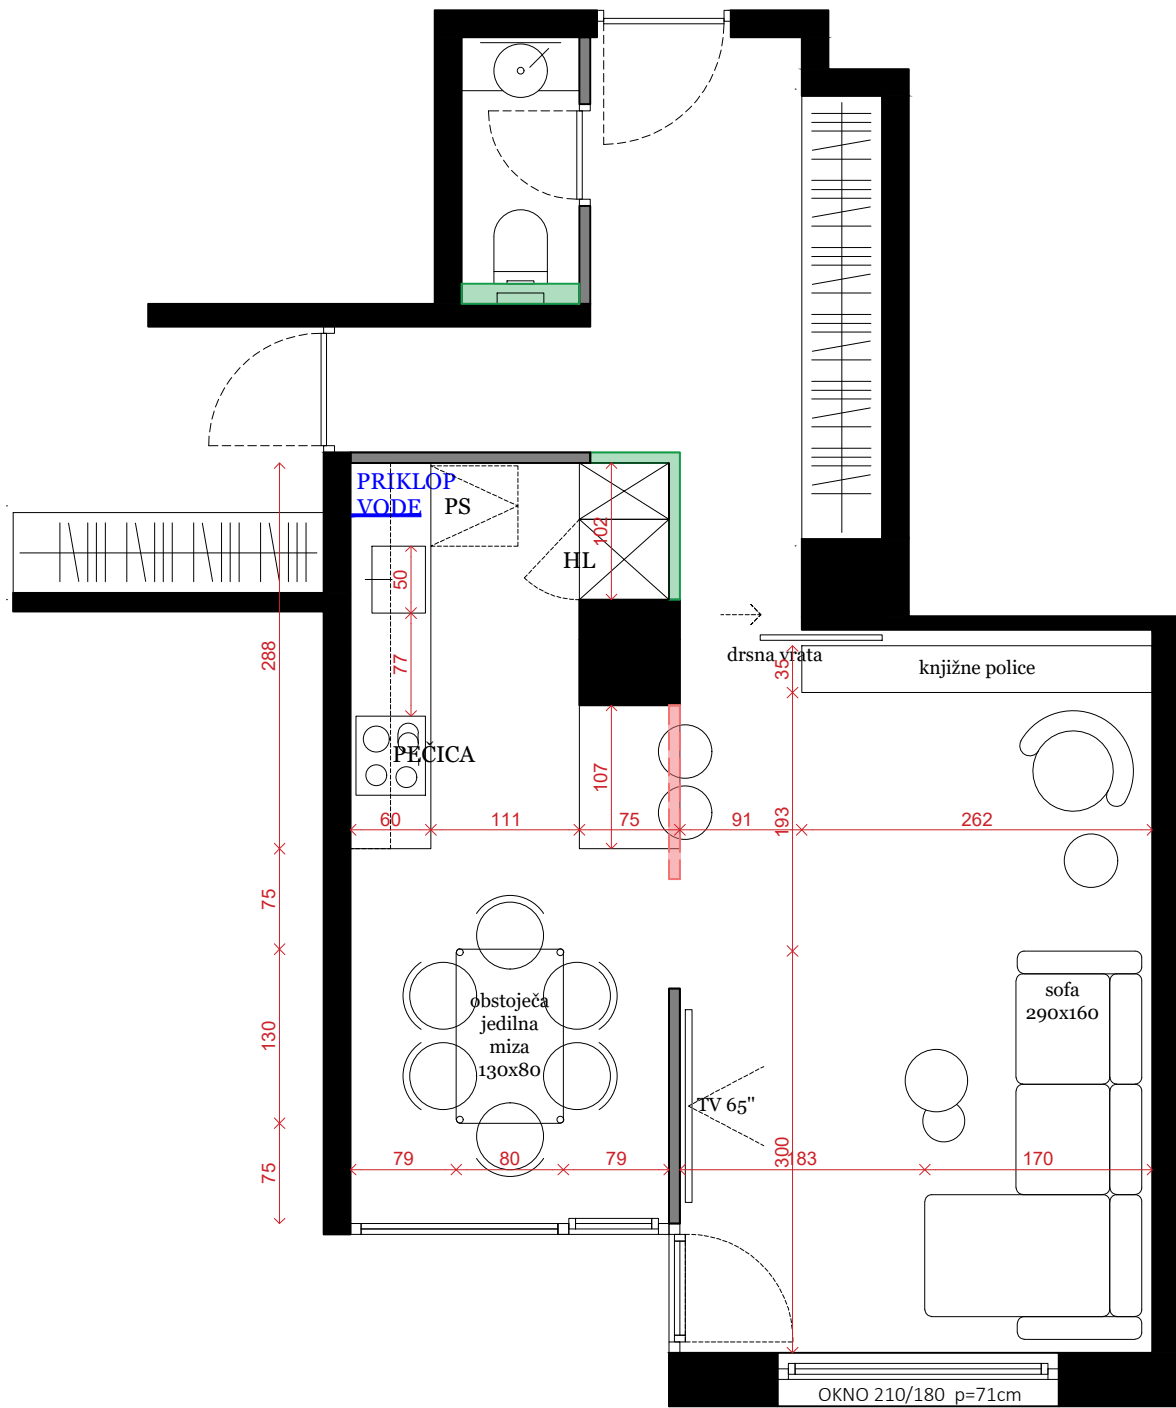 PRIKLOP
VODE
PS
HL
102
50
77
288
drsna vrata
35
knjižne police
PEČICA
107
60
111
75
91
193
262
75
130
75
obstoječa
jedilna
miza
130x80
sofa
290x160
TV 65"
79
80
79
300
183
170
OKNO 210/180 p=71cm